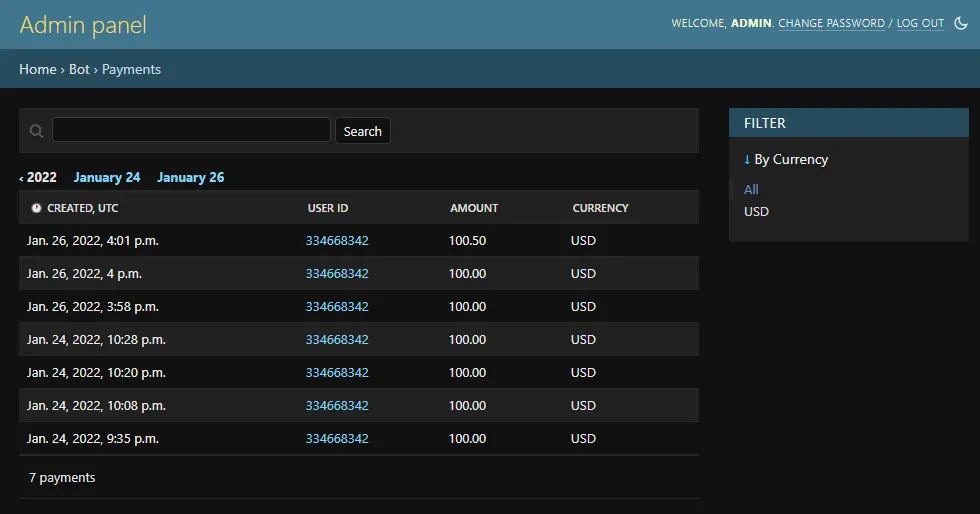 Admin panel
WELCOME, ADMIN. CHANGE PASSWORD / LOG OUT
Home › Bot › Payments
Search
‹ 2022 January 24 January 26
CREATED, UTC USER ID AMOUNT CURRENCY
Jan. 26, 2022, 4:01 p.m. 334668342 100.50 USD
Jan. 26, 2022, 4 p.m. 334668342 100.00 USD
Jan. 26, 2022, 3:58 p.m. 334668342 100.00 USD
Jan. 24, 2022, 10:28 p.m. 334668342 100.00 USD
Jan. 24, 2022, 10:20 p.m. 334668342 100.00 USD
Jan. 24, 2022, 10:08 p.m. 334668342 100.00 USD
Jan. 24, 2022, 9:35 p.m. 334668342 100.00 USD
7 payments
FILTER
↓ By Currency
All
USD